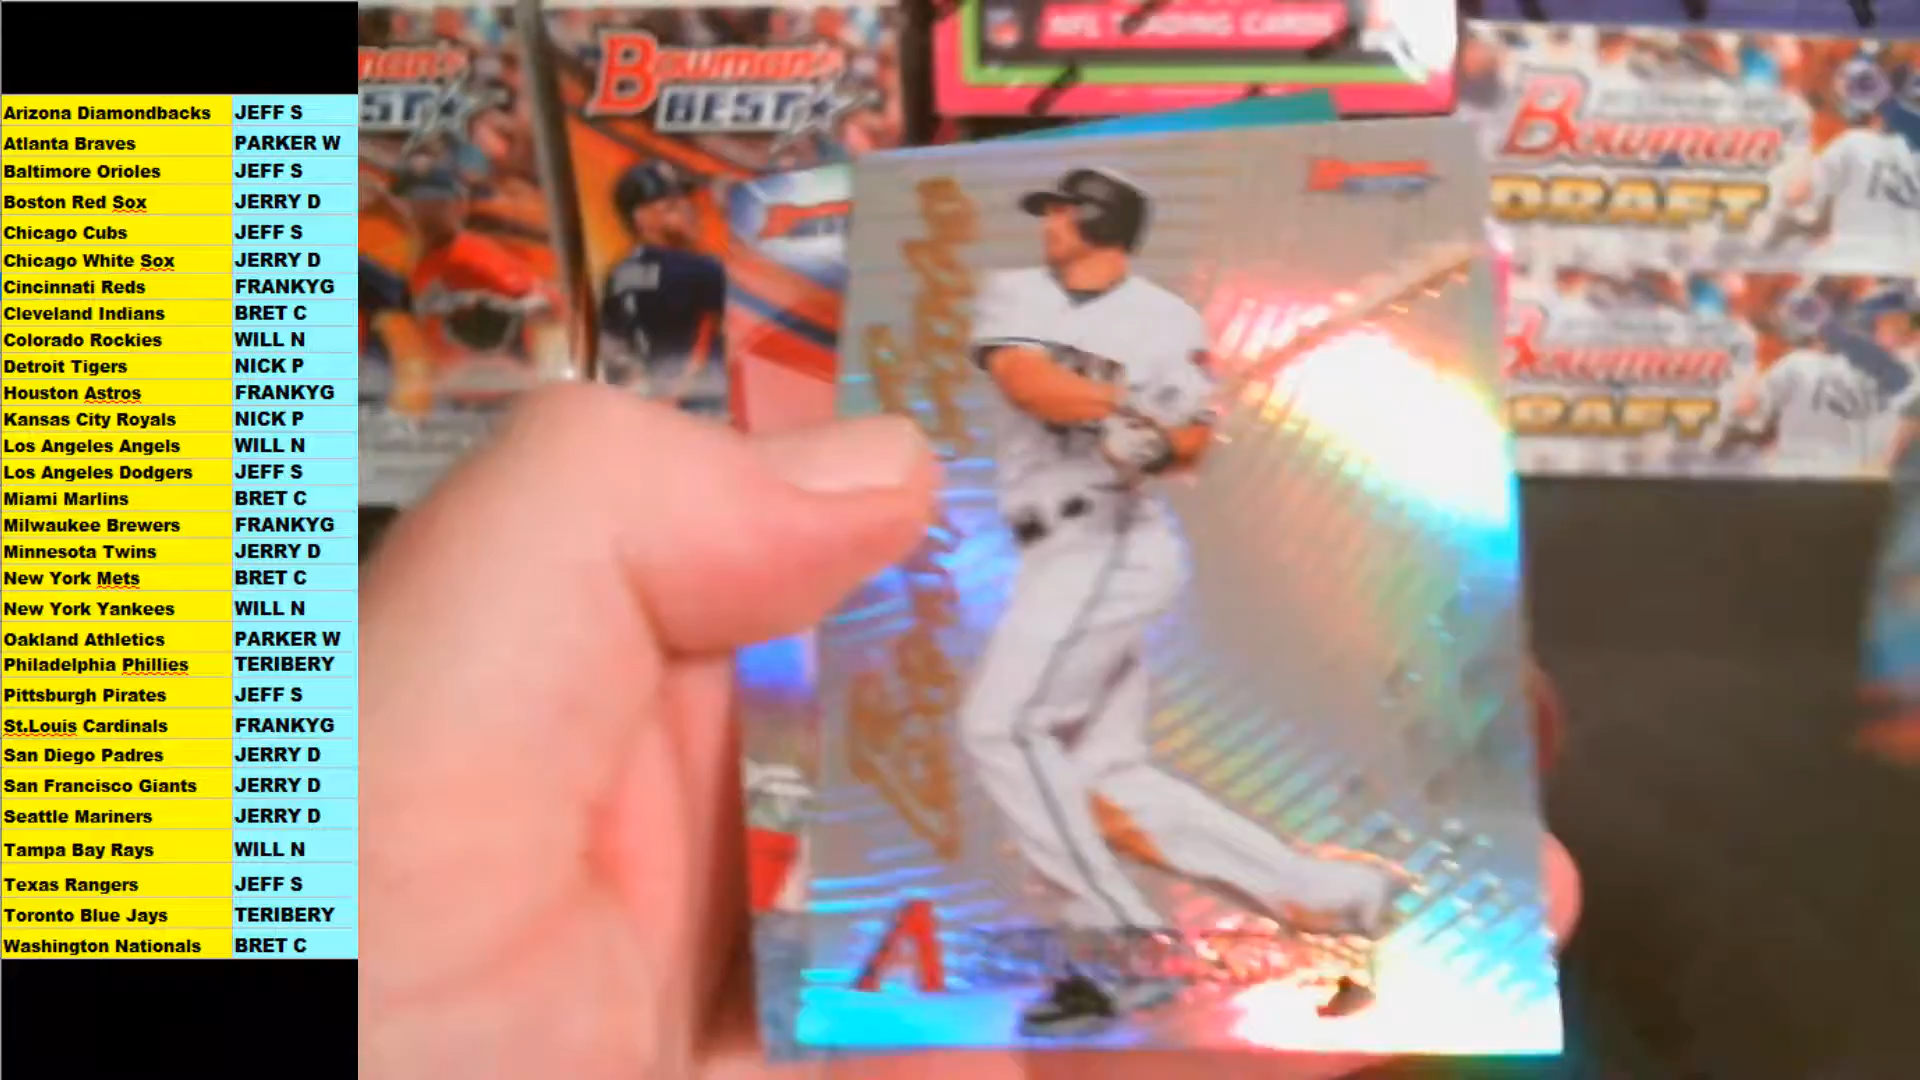 Arizona Diamondbacks JEFF S
Atlanta Braves PARKER W
Baltimore Orioles JEFF S
Boston Red Sox JERRY D
Chicago Cubs JEFF S
Chicago White Sox JERRY D
Cincinnati Reds FRANKYG
Cleveland Indians BRET C
Colorado Rockies WILL N
Detroit Tigers NICK P
Houston Astros FRANKYG
Kansas City Royals NICK P
Los Angeles Angels WILL N
Los Angeles Dodgers JEFF S
Miami Marlins BRET C
Milwaukee Brewers FRANKYG
Minnesota Twins JERRY D
New York Mets BRET C
New York Yankees WILL N
Oakland Athletics PARKER W
Philadelphia Phillies TERIBERY
Pittsburgh Pirates JEFF S
St.Louis Cardinals FRANKYG
San Diego Padres JERRY D
San Francisco Giants JERRY D
Seattle Mariners JERRY D
Tampa Bay Rays WILL N
Texas Rangers JEFF S
Toronto Blue Jays TERIBERY
Washington Nationals BRET C
Bowman's
BEST
NFL TRADING CARDS
Bowman
DRAFT
Bowman
DRAFT
A